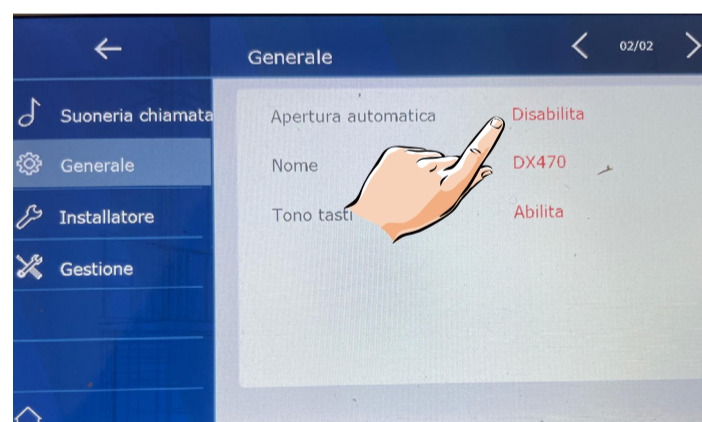 Generale
02/02
Suoneria chiamata
Generale
Installatore
Gestione
Apertura automatica Disabilita
Nome DX470
Tono tasti Abilita